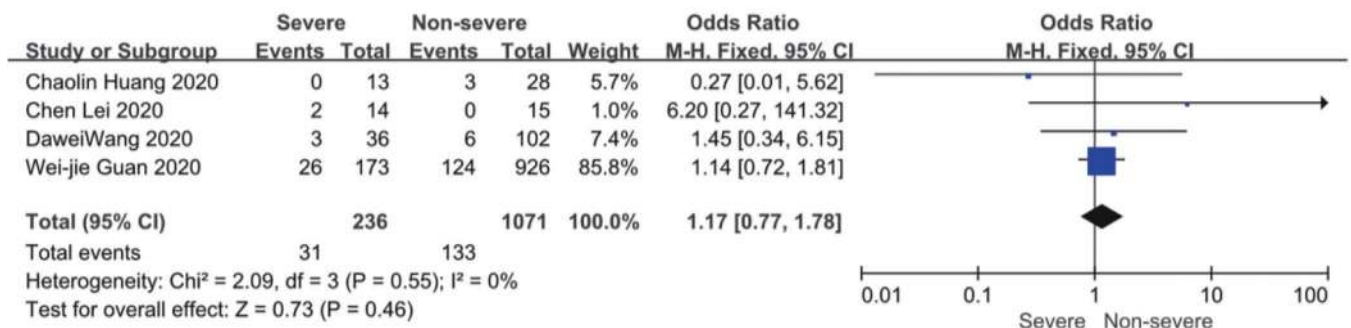 Severe Non-severe Odds Ratio Odds Ratio
Study or Subgroup Events Total Events Total Weight M-H, Fixed, 95% CI M-H, Fixed, 95% CI
Chaolin Huang 2020 0 13 3 28 5.7% 0.27 [0.01, 5.62]
Chen Lei 2020 2 14 0 15 1.0% 6.20 [0.27, 141.32]
DaweiWang 2020 3 36 6 102 7.4% 1.45 [0.34, 6.15]
Wei-jie Guan 2020 26 173 124 926 85.8% 1.14 [0.72, 1.81]
Total (95% CI) 236 1071 100.0% 1.17 [0.77, 1.78]
Total events 31 133
Heterogeneity: Chi² = 2.09, df = 3 (P = 0.55); I² = 0%
Test for overall effect: Z = 0.73 (P = 0.46)
0.01 0.1 1 10 100
Severe Non-severe